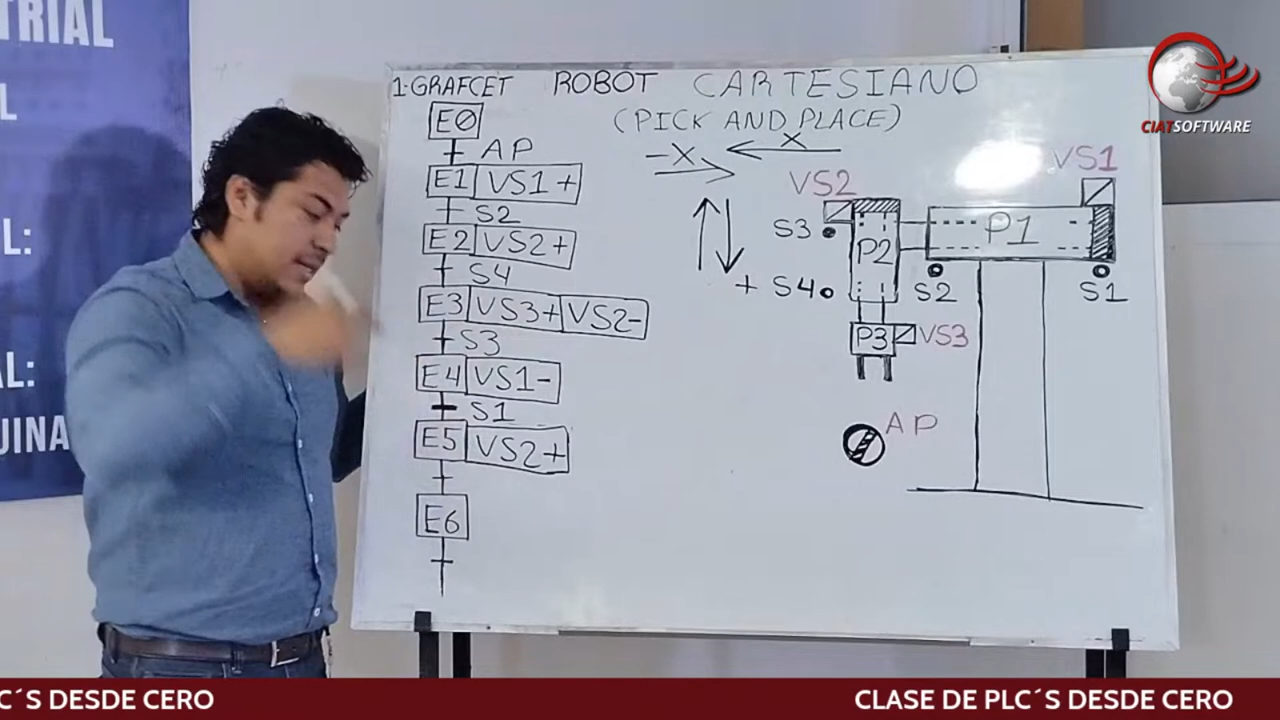 TRIAL
L
L:
AL:
UINA
1-GRAFCET ROBOT CARTESIANO
(PICK AND PLACE)
E0
+ AP
E1 VS1+
S2
E2 VS2+
S4
E3 VS3+ VS2-
S3
E4 VS1-
S1
E5 VS2+
E6
-X
X
VS1
VS2
S3
P2
P1
+ S4
S2
S1
P3
VS3
AP
CIATSOFTWARE
C´S DESDE CERO
CLASE DE PLC´S DESDE CERO